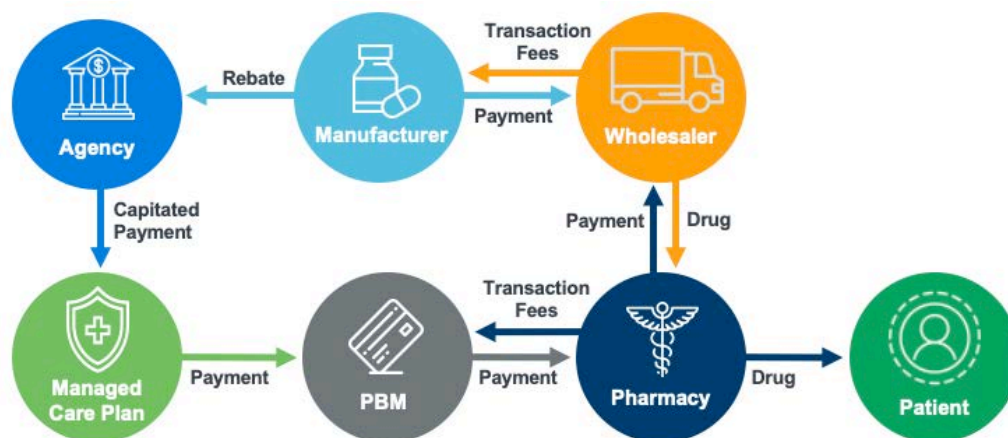 Transaction
Fees
Rebate
$
Payment
Manufacturer
Wholesaler
Agency
Capitated
Payment
Payment
Drug
Transaction
Fees
Payment
Payment
Drug
Managed
Care Plan
PBM
Pharmacy
Patient